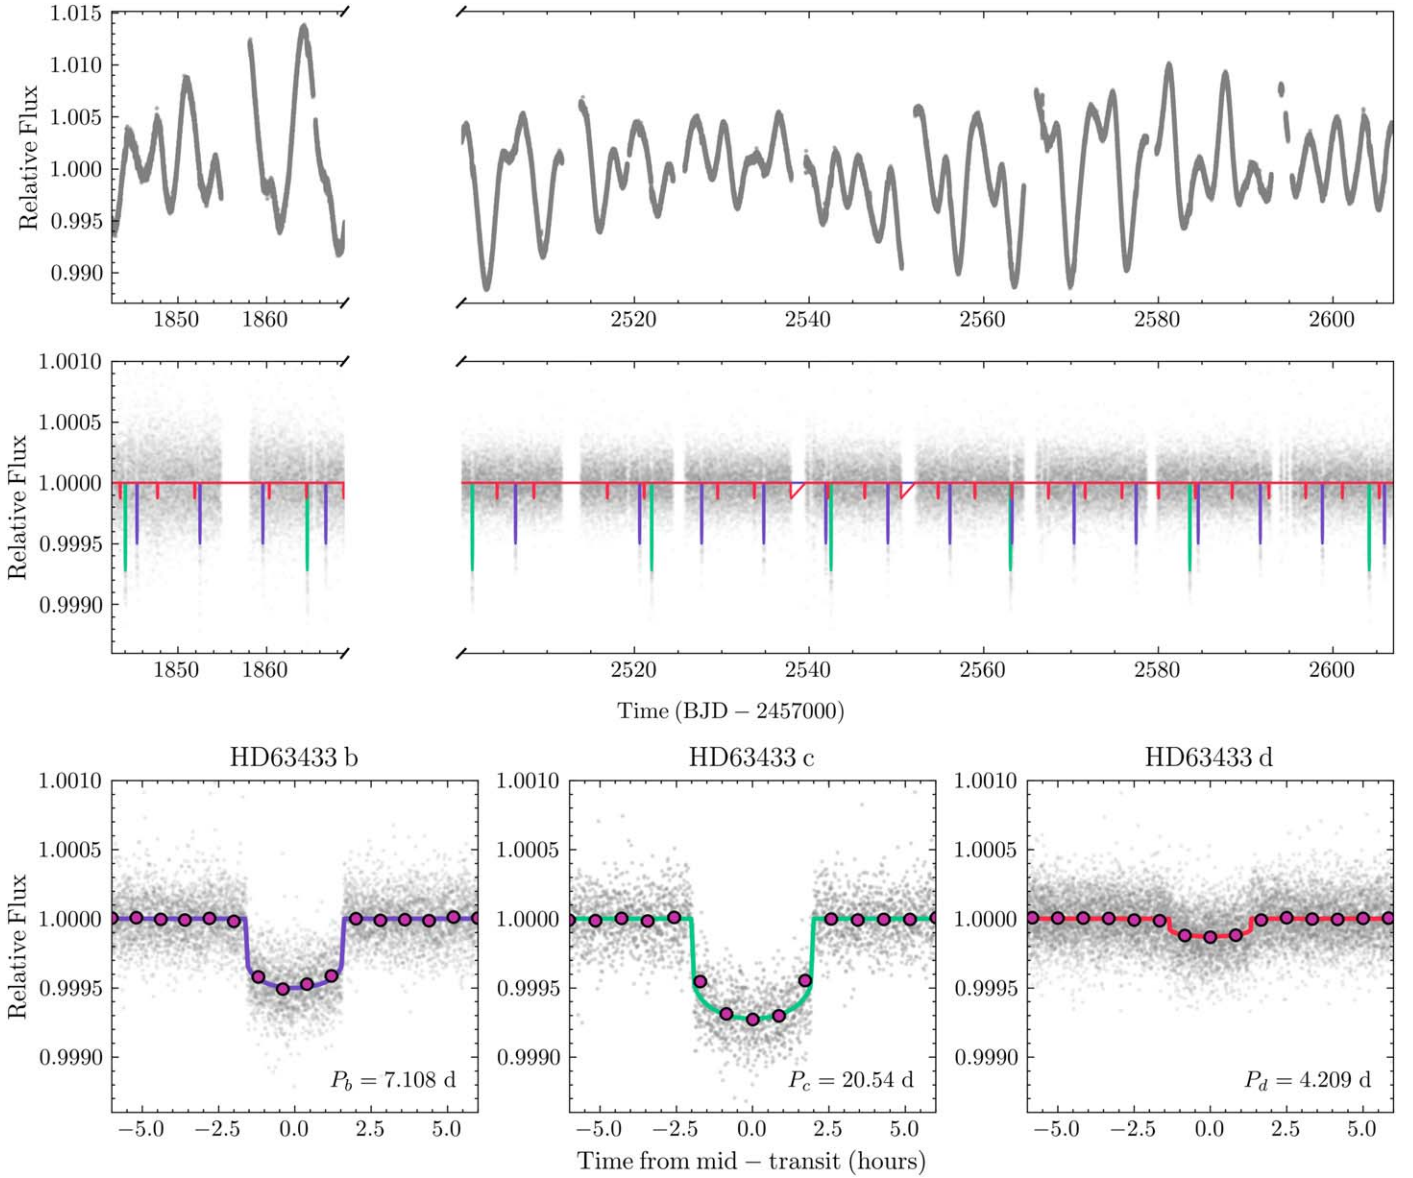 1.015
1.010
1.005
1.000
0.995
0.990
Relative Flux
1850 1860 2520 2540 2560 2580 2600
1.0010
1.0005
1.0000
0.9995
0.9990
Relative Flux
1850 1860 2520 2540 2560 2580 2600
Time (BJD − 2457000)
HD63433 b HD63433 c HD63433 d
1.0010 1.0010 1.0010
1.0005 1.0005 1.0005
1.0000 1.0000 1.0000
0.9995 0.9995 0.9995
0.9990 0.9990 0.9990
Relative Flux
P_b = 7.108 d P_c = 20.54 d P_d = 4.209 d
−5.0 −2.5 0.0 2.5 5.0 −5.0 −2.5 0.0 2.5 5.0 −5.0 −2.5 0.0 2.5 5.0
Time from mid − transit (hours)